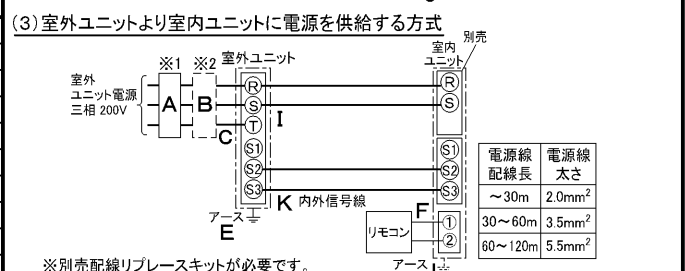 (3)室外ユニットより室内ユニットに電源を供給する方式
※1 ※2 室外ユニット
室内
ユニット
別売
室外
ユニット電源
三相 200V
A
B
C
R
S
T
S1
S2
S3
I
R
S
S1
S2
S3
K 内外信号線
アース
E
F
リモコン
1
2
アース
電源線
配線長
電源線
太さ
～30m 2.0mm²
30～60m 3.5mm²
60～120m 5.5mm²
※別売配線リプレースキットが必要です。